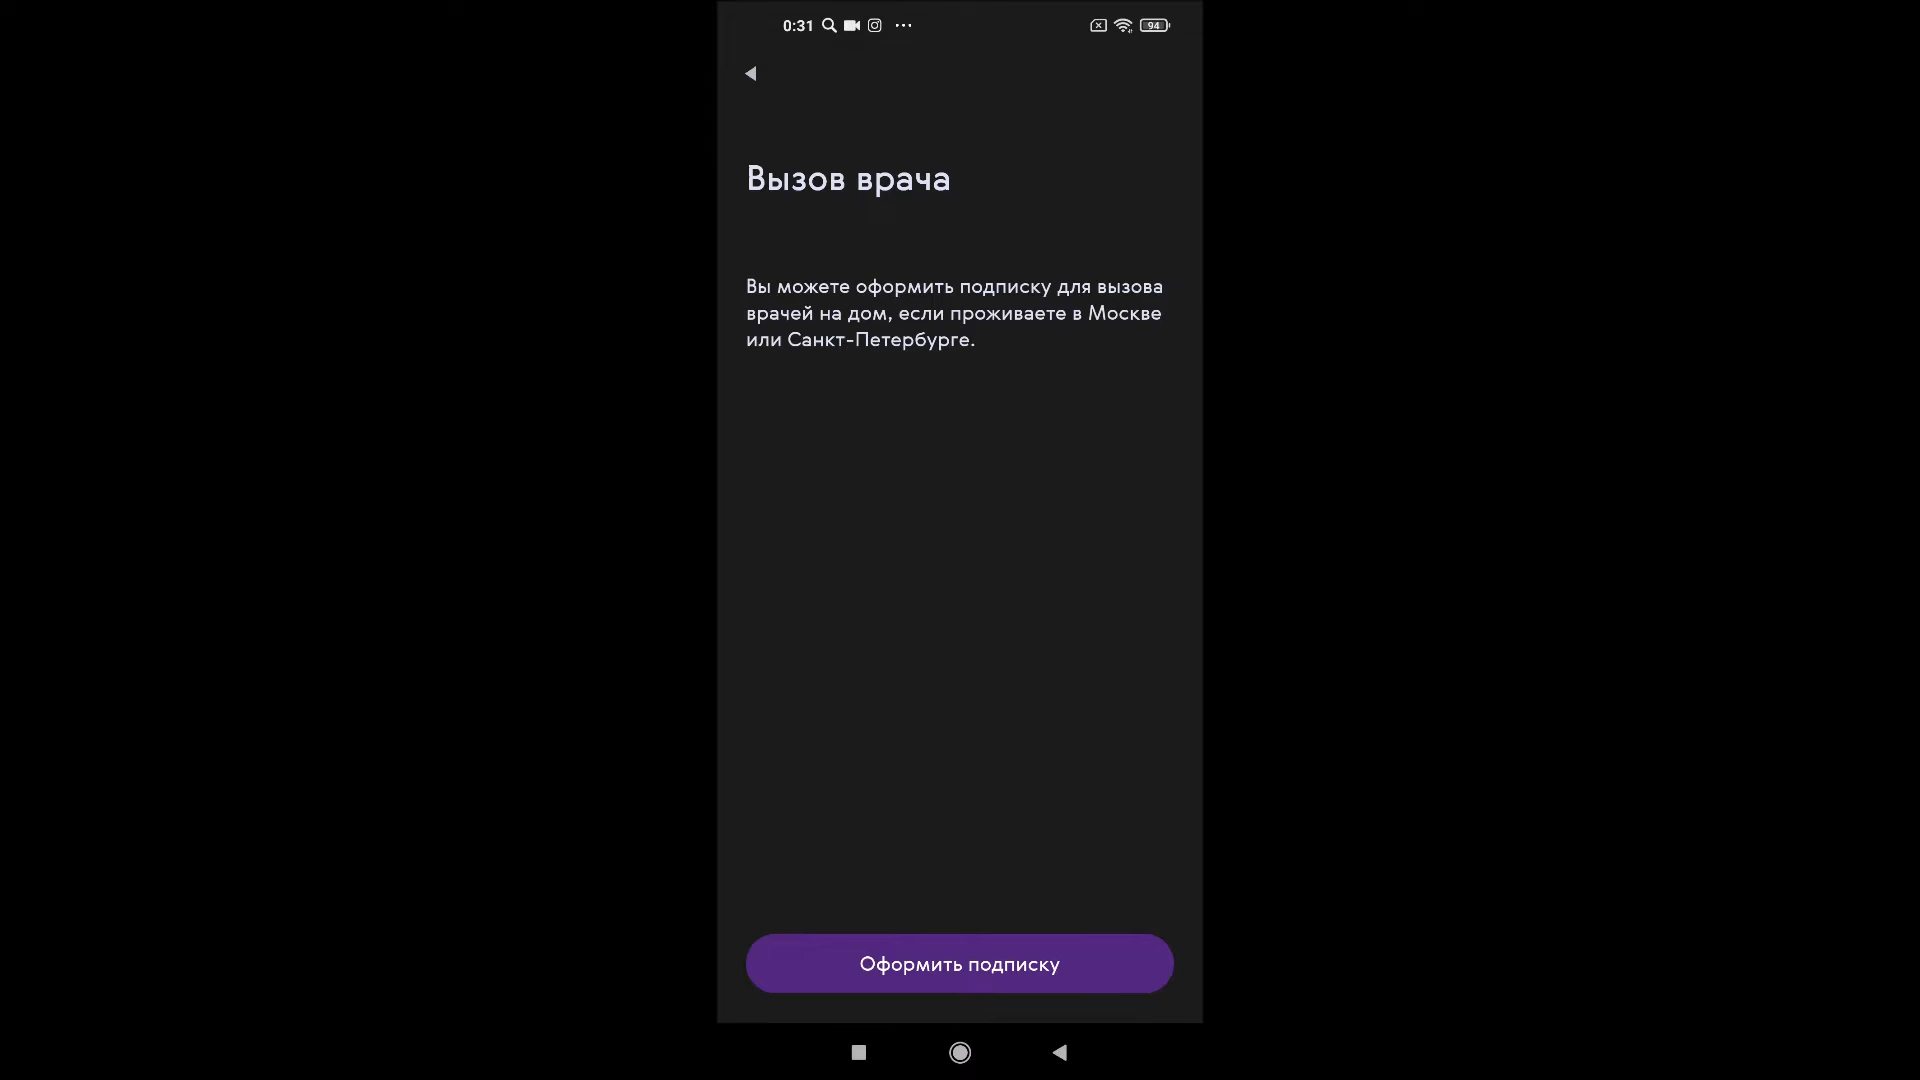 0:31
94
Вызов врача
Вы можете оформить подписку для вызова
врачей на дом, если проживаете в Москве
или Санкт-Петербурге.
Оформить подписку